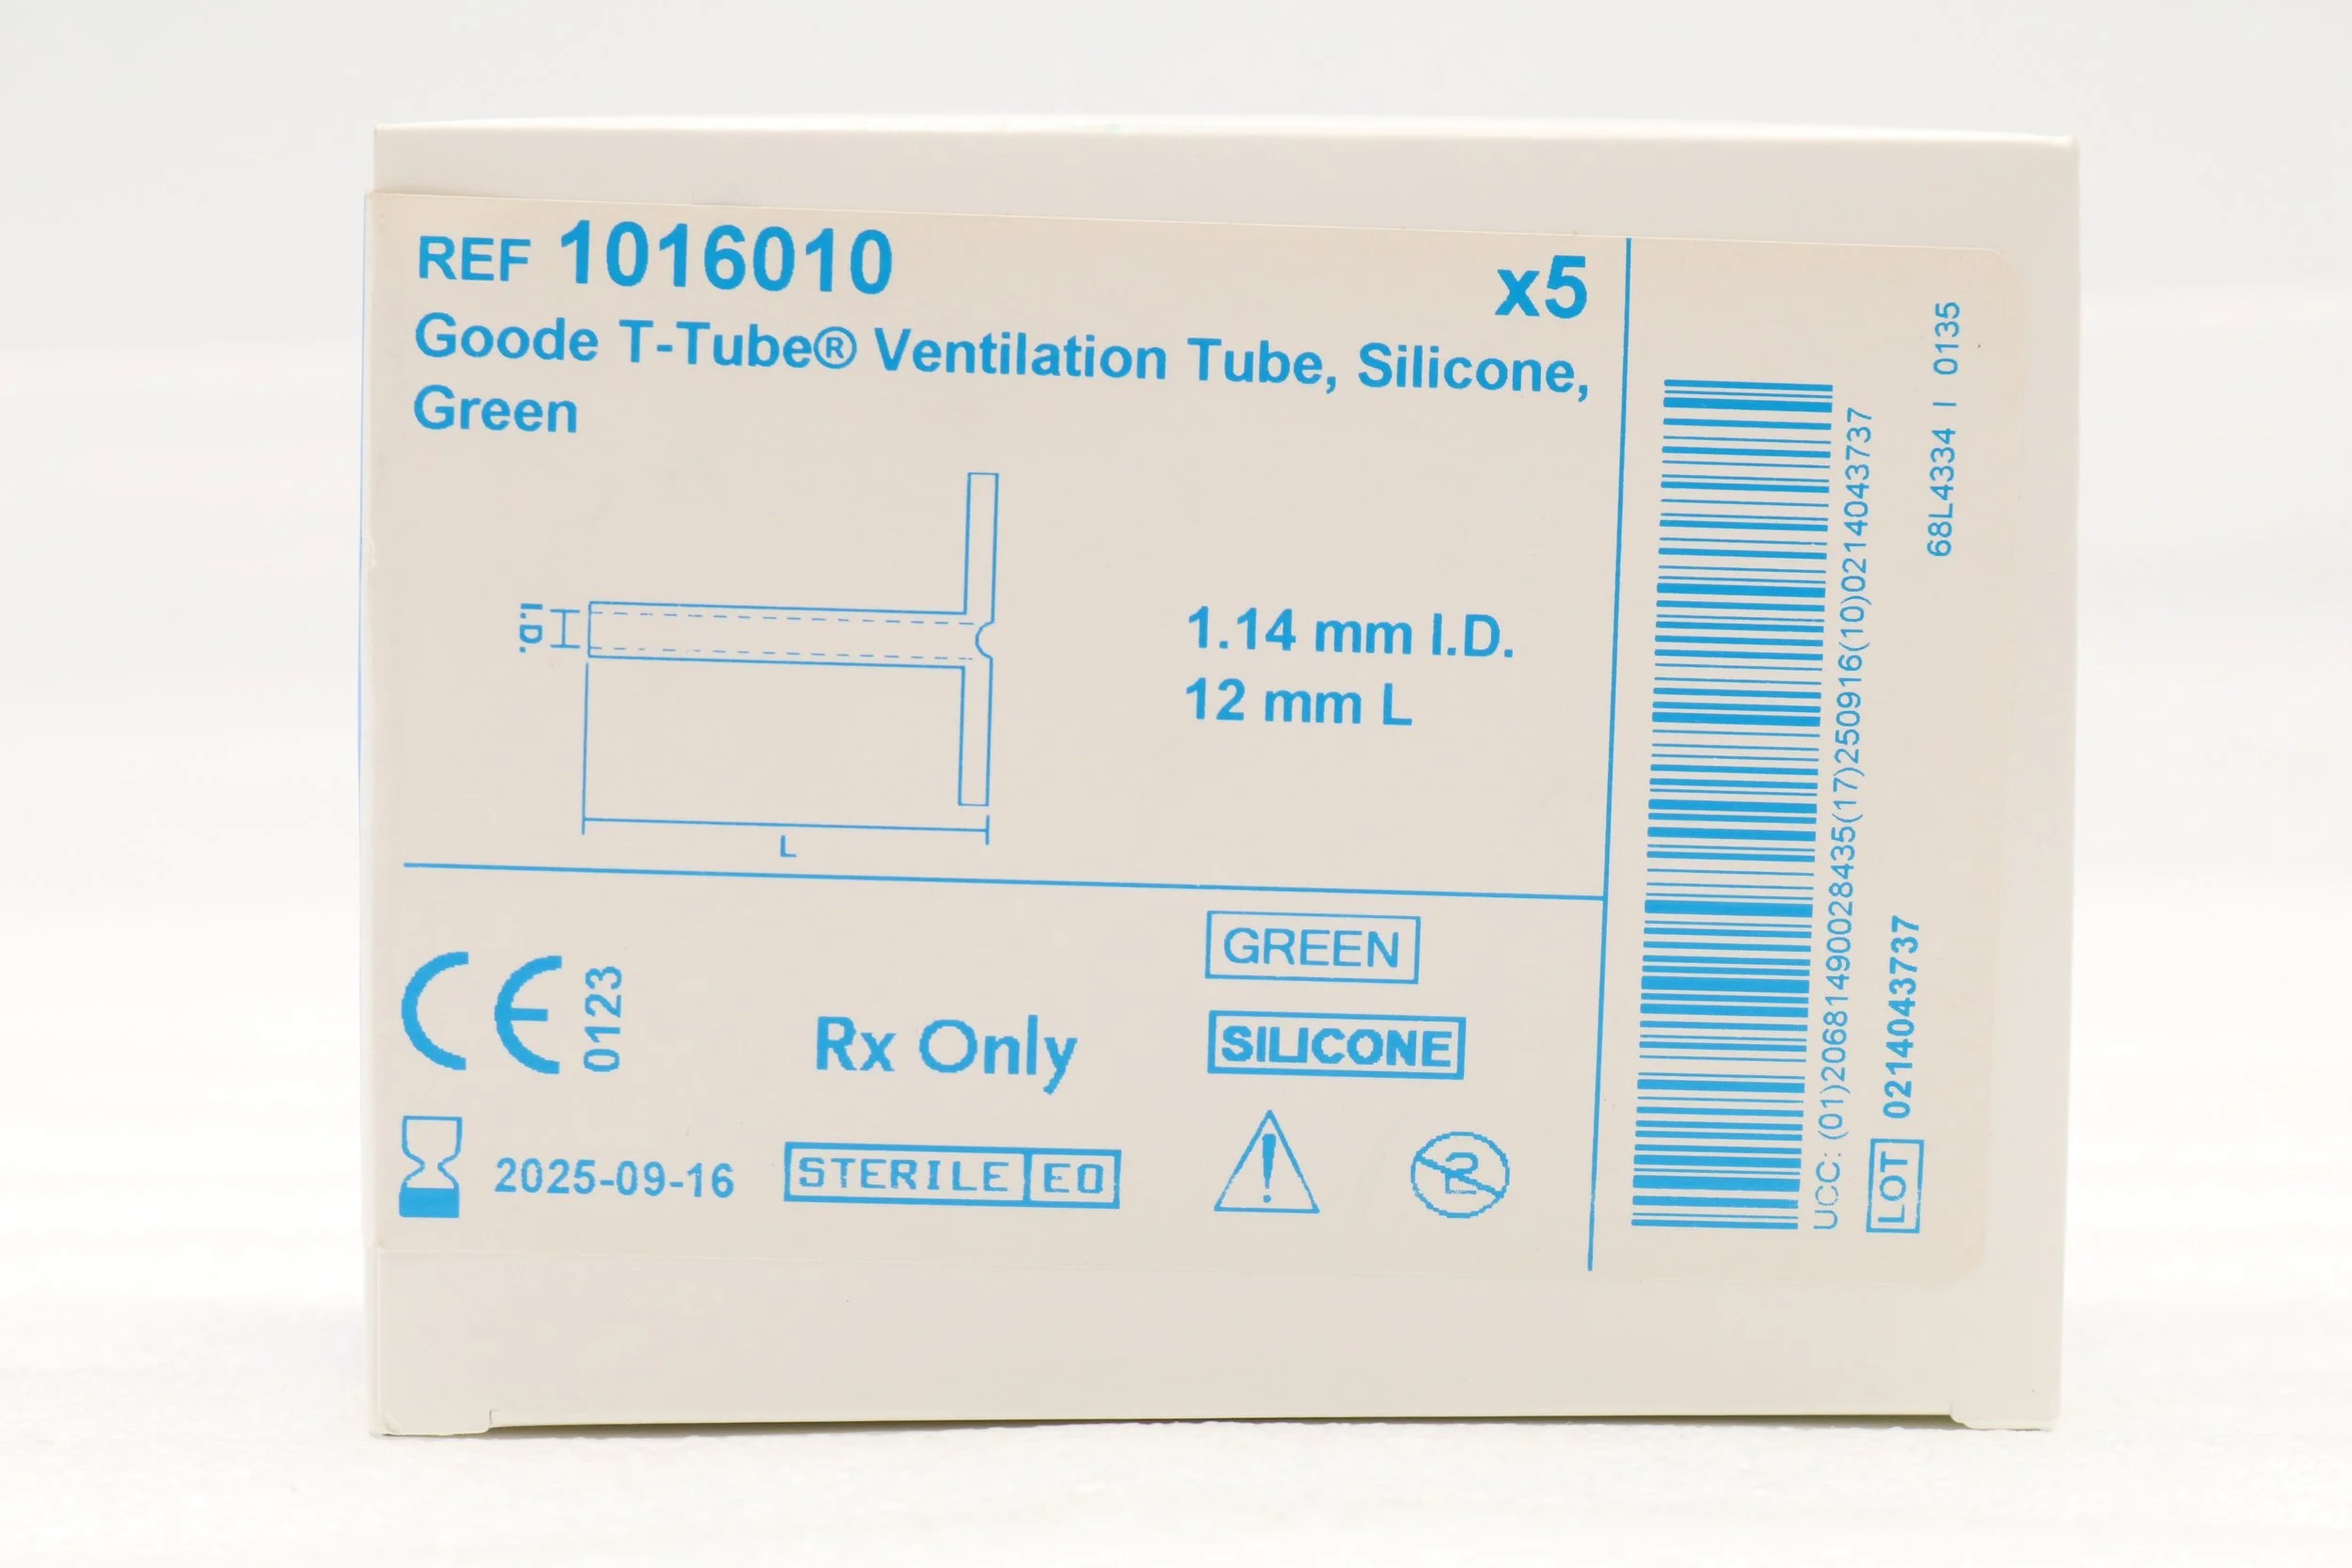 REF 1016010
x5
Goode T-Tube® Ventilation Tube, Silicone,
Green
I.D.
1.14 mm I.D.
12 mm L
L
CE 0123
Rx Only
GREEN
SILICONE
2025-09-16
STERILE EO
!
2
UCC: (01)20681490028435(17)250916(10)0214043737
LOT 0214043737
68L4334 I 0135